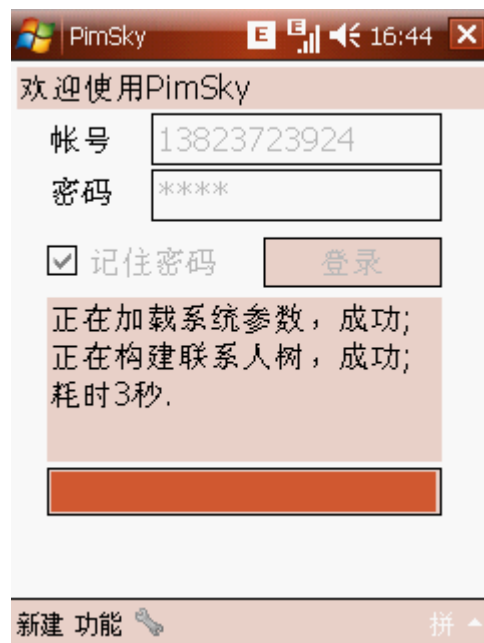 PimSky E E 16:44
欢迎使用PimSky
帐号 13823723924
密码 ****
记住密码 登录
正在加载系统参数，成功;
正在构建联系人树，成功;
耗时3秒.
新建 功能 拼